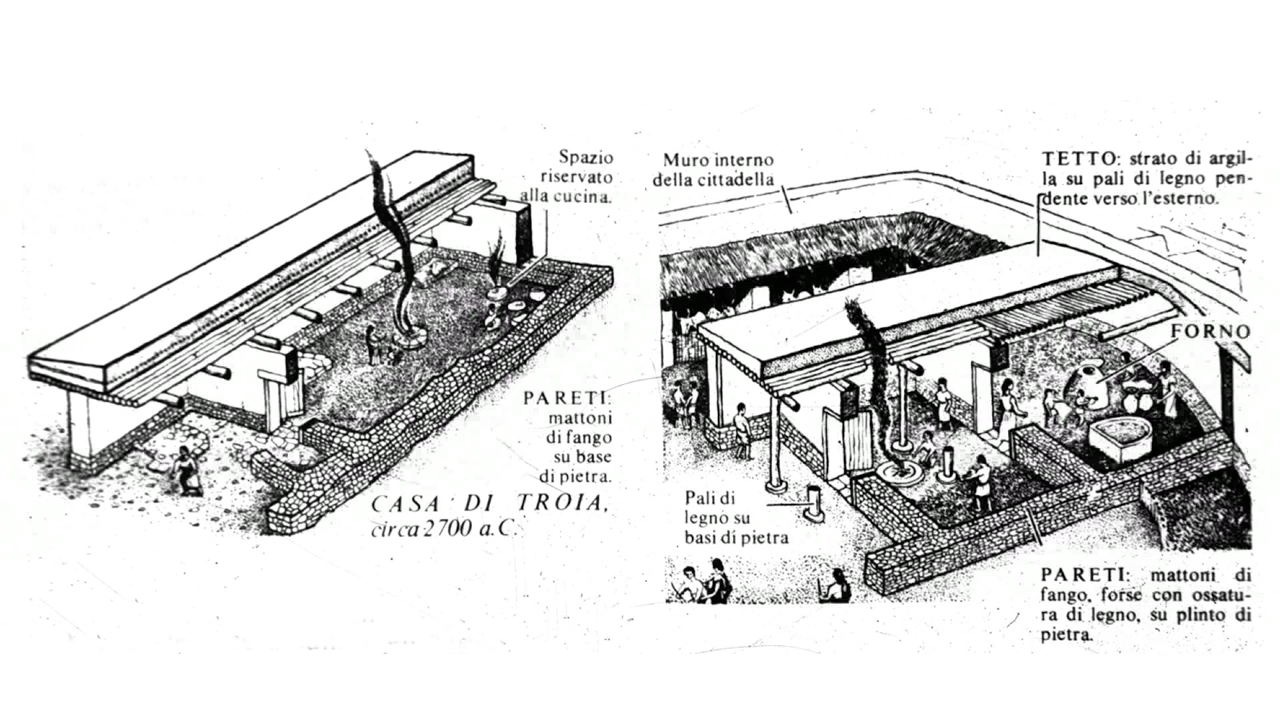 Spazio
riservato
alla cucina.
PARETI:
mattoni
di fango
su base
di pietra.
CASA DI TROIA,
circa 2700 a.C.
Muro interno
della cittadella
TETTO: strato di argil-
la su pali di legno pen-
dente verso l'esterno.
FORNO
Pali di
legno su
basi di pietra
PARETI: mattoni di
fango, forse con ossatu-
ra di legno, su plinto di
pietra.